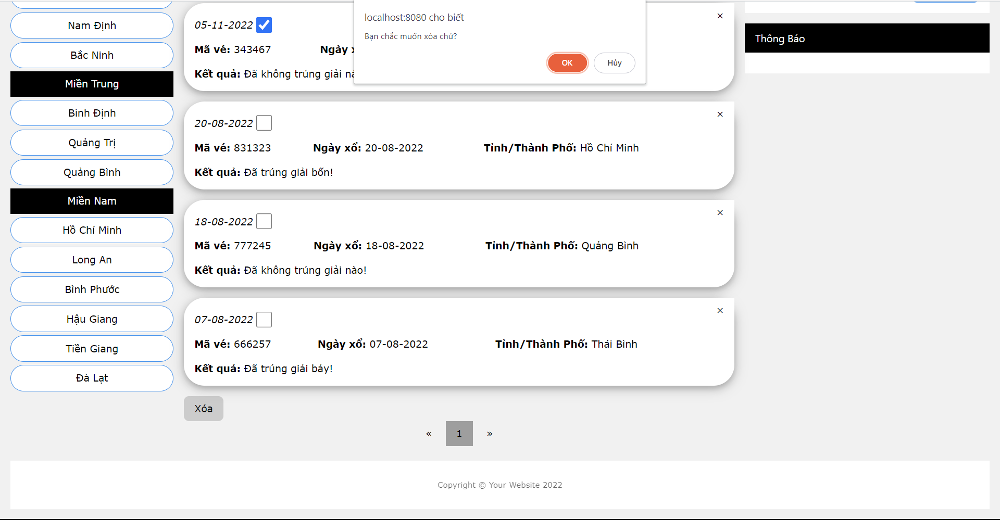 Nam Định
Bắc Ninh
Miền Trung
Bình Định
Quảng Trị
Quảng Bình
Miền Nam
Hồ Chí Minh
Long An
Bình Phước
Hậu Giang
Tiền Giang
Đà Lạt
localhost:8080 cho biết
Bạn chắc muốn xóa chứ?
OK Hủy
05-11-2022
×
Mã vé: 343467 Ngày
Kết quả: Đã không trúng giải
20-08-2022
×
Mã vé: 831323 Ngày xổ: 20-08-2022 Tỉnh/Thành Phố: Hồ Chí Minh
Kết quả: Đã trúng giải bốn!
18-08-2022
×
Mã vé: 777245 Ngày xổ: 18-08-2022 Tỉnh/Thành Phố: Quảng Bình
Kết quả: Đã không trúng giải nào!
07-08-2022
×
Mã vé: 666257 Ngày xổ: 07-08-2022 Tỉnh/Thành Phố: Thái Bình
Kết quả: Đã trúng giải bảy!
Xóa
« 1 »
Thông Báo
Copyright © Your Website 2022